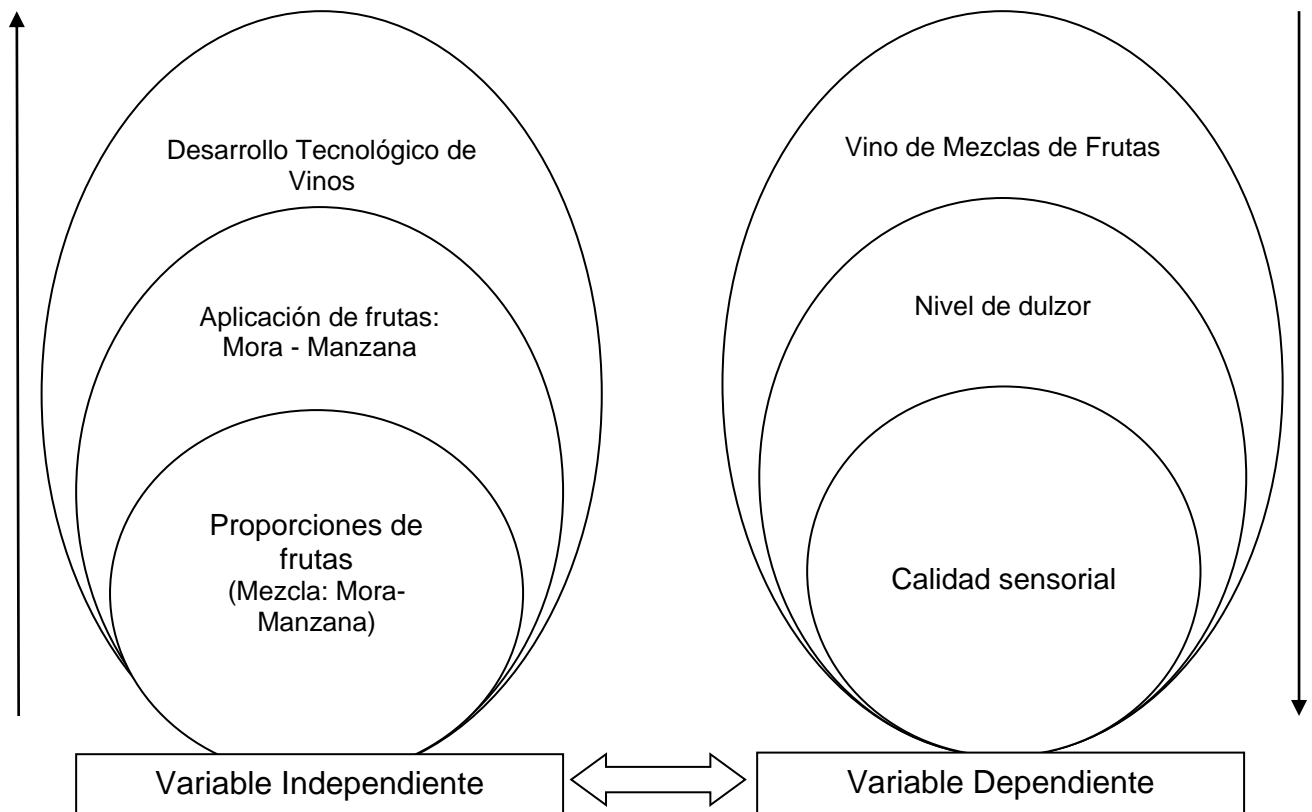 Desarrollo Tecnológico de
Vinos
Aplicación de frutas:
Mora - Manzana
Proporciones de
frutas
(Mezcla: Mora-
Manzana)
Variable Independiente
Vino de Mezclas de Frutas
Nivel de dulzor
Calidad sensorial
Variable Dependiente